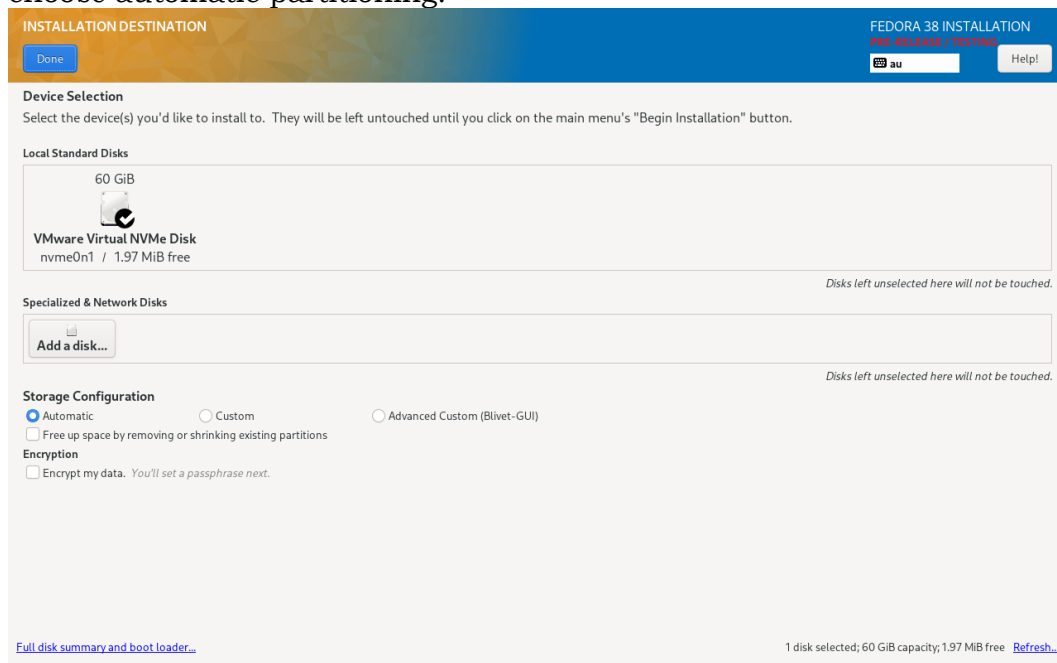 choose automatic partitioning.
INSTALLATION DESTINATION
FEDORA 38 INSTALLATION
PRE-RELEASE / TESTING
Done
au
Help!
Device Selection
Select the device(s) you'd like to install to. They will be left untouched until you click on the main menu's "Begin Installation" button.
Local Standard Disks
60 GiB
VMware Virtual NVMe Disk
nvme0n1 / 1.97 MiB free
Disks left unselected here will not be touched.
Specialized & Network Disks
Add a disk...
Disks left unselected here will not be touched.
Storage Configuration
Automatic Custom Advanced Custom (Blivet-GUI)
Free up space by removing or shrinking existing partitions
Encryption
Encrypt my data. You'll set a passphrase next.
Full disk summary and boot loader... 1 disk selected; 60 GiB capacity; 1.97 MiB free Refresh...